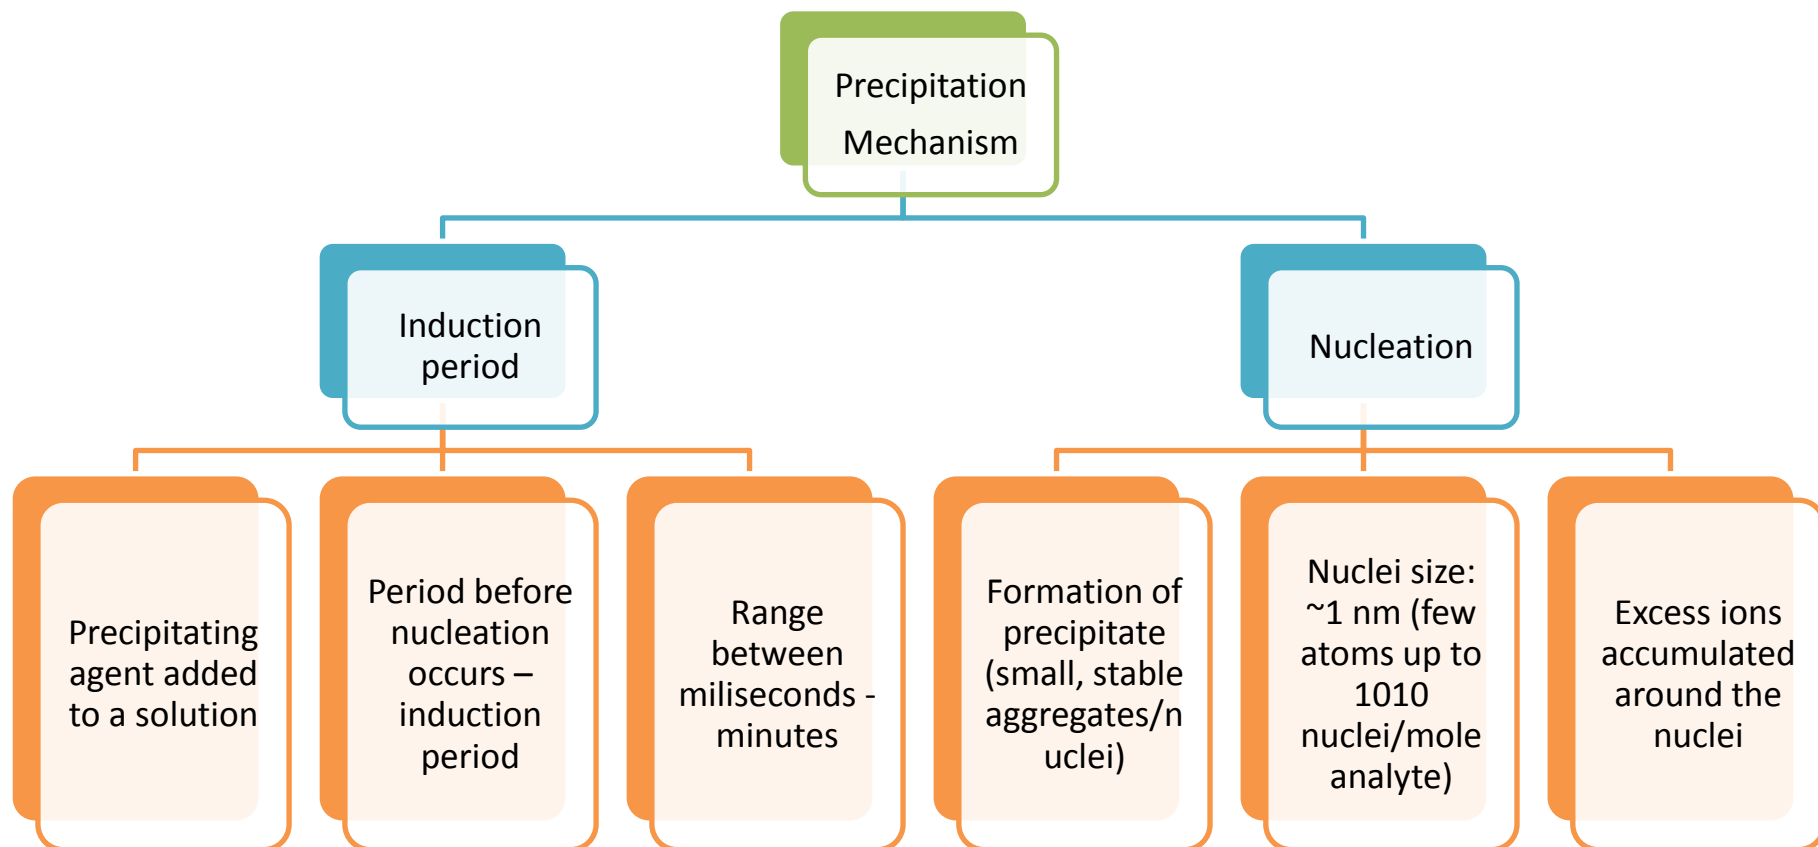 Precipitation
Mechanism
Induction
period
Nucleation
Precipitating
agent added
to a solution
Period before
nucleation
occurs –
induction
period
Range
between
miliseconds -
minutes
Formation of
precipitate
(small, stable
aggregates/n
uclei)
Nuclei size:
~1 nm (few
atoms up to
1010
nuclei/mole
analyte)
Excess ions
accumulated
around the
nuclei